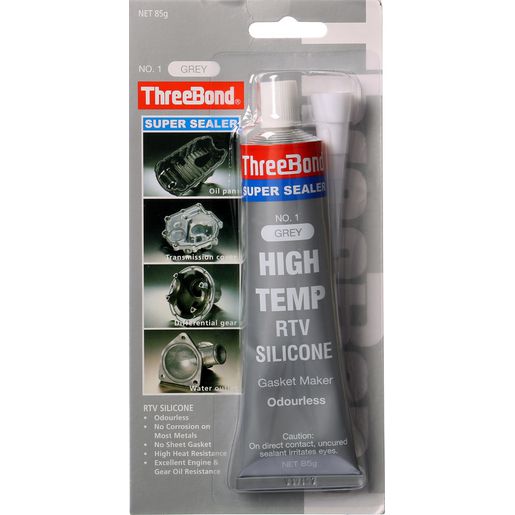 NET 85g
NO. 1 GREY
ThreeBond®
SUPER SEALER
Oil pan
Transmission cover
Differential gear
Water outlet
RTV SILICONE
• Odourless
• No Corrosion on
Most Metals
• No Sheet Gasket
• High Heat Resistance
• Excellent Engine &
Gear Oil Resistance
ThreeBond
SUPER SEALER
NO. 1
GREY
HIGH
TEMP
RTV
SILICONE
Gasket Maker
Odourless
Caution:
On direct contact, uncured
sealant irritates eyes.
NET 85g